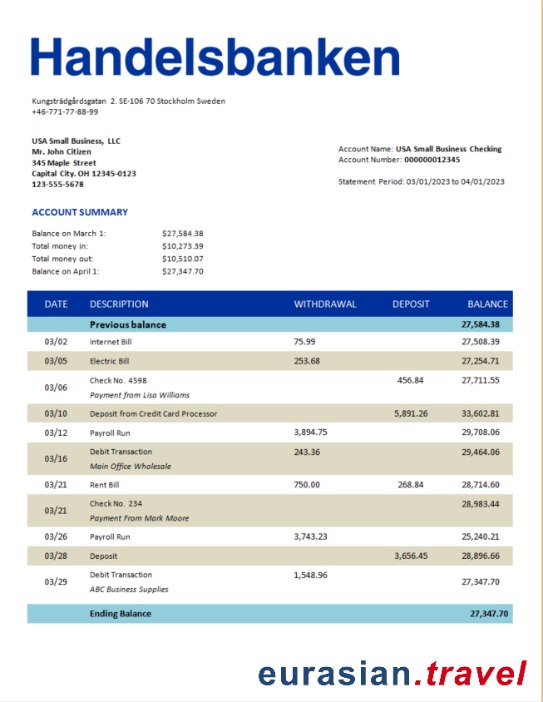 Handelsbanken
Kungsträdgårdsgatan 2. SE-106 70 Stockholm Sweden
+46-771-77-88-99
USA Small Business, LLC
Mr. John Citizen
345 Maple Street
Capital City. OH 12345-0123
123-555-5678
Account Name: USA Small Business Checking
Account Number: 000000012345
Statement Period: 03/01/2023 to 04/01/2023
ACCOUNT SUMMARY
Balance on March 1: $27,584.38
Total money in: $10,273.39
Total money out: $10,510.07
Balance on April 1: $27,347.70
DATE DESCRIPTION WITHDRAWAL DEPOSIT BALANCE
Previous balance 27,584.38
03/02 Internet Bill 75.99 27,508.39
03/05 Electric Bill 253.68 27,254.71
03/06 Check No. 4598 456.84 27,711.55
Payment from Lisa Williams
03/10 Deposit from Credit Card Processor 5,891.26 33,602.81
03/12 Payroll Run 3,894.75 29,708.06
03/16 Debit Transaction 243.36 29,464.06
Main Office Wholesale
03/21 Rent Bill 750.00 268.84 28,714.60
03/21 Check No. 234 28,983.44
Payment From Mark Moore
03/26 Payroll Run 3,743.23 25,240.21
03/28 Deposit 3,656.45 28,896.66
03/29 Debit Transaction 1,548.96 27,347.70
ABC Business Supplies
Ending Balance 27,347.70
eurasian.travel